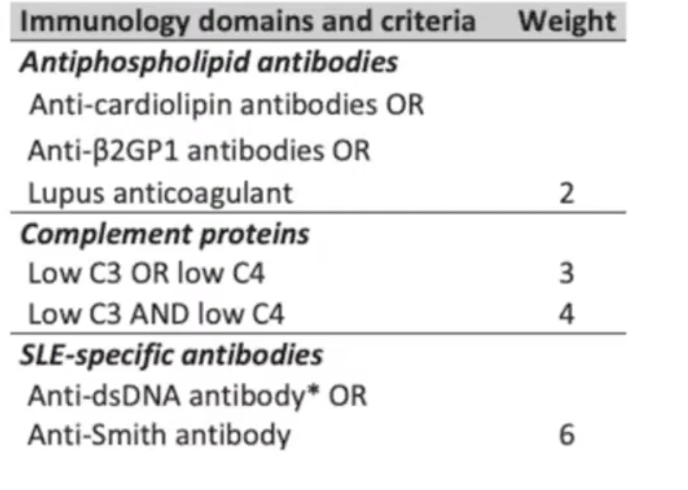 Immunology domains and criteria Weight
Antiphospholipid antibodies
Anti-cardiolipin antibodies OR
Anti-β2GP1 antibodies OR
Lupus anticoagulant 2
Complement proteins
Low C3 OR low C4 3
Low C3 AND low C4 4
SLE-specific antibodies
Anti-dsDNA antibody* OR
Anti-Smith antibody 6